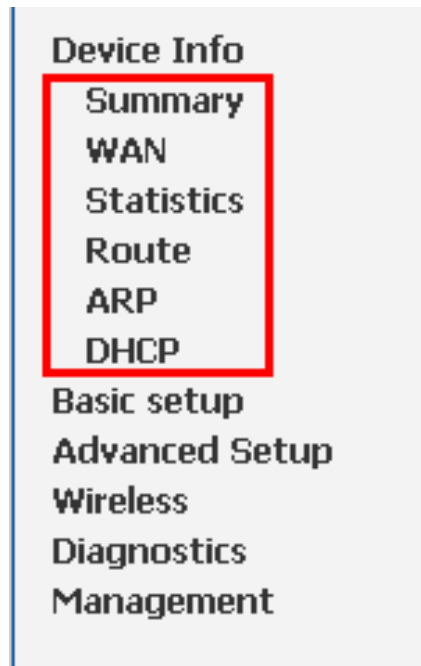 Device Info
Summary
WAN
Statistics
Route
ARP
DHCP
Basic setup
Advanced Setup
Wireless
Diagnostics
Management